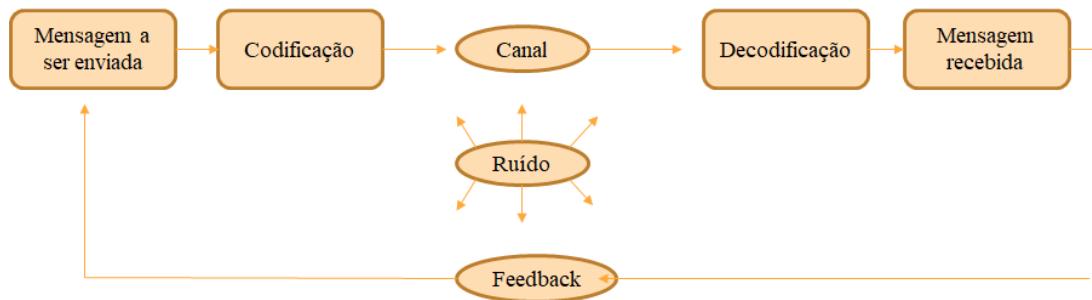 Mensagem a
ser enviada
Codificação
Canal
Decodificação
Mensagem
recebida
Ruído
Feedback